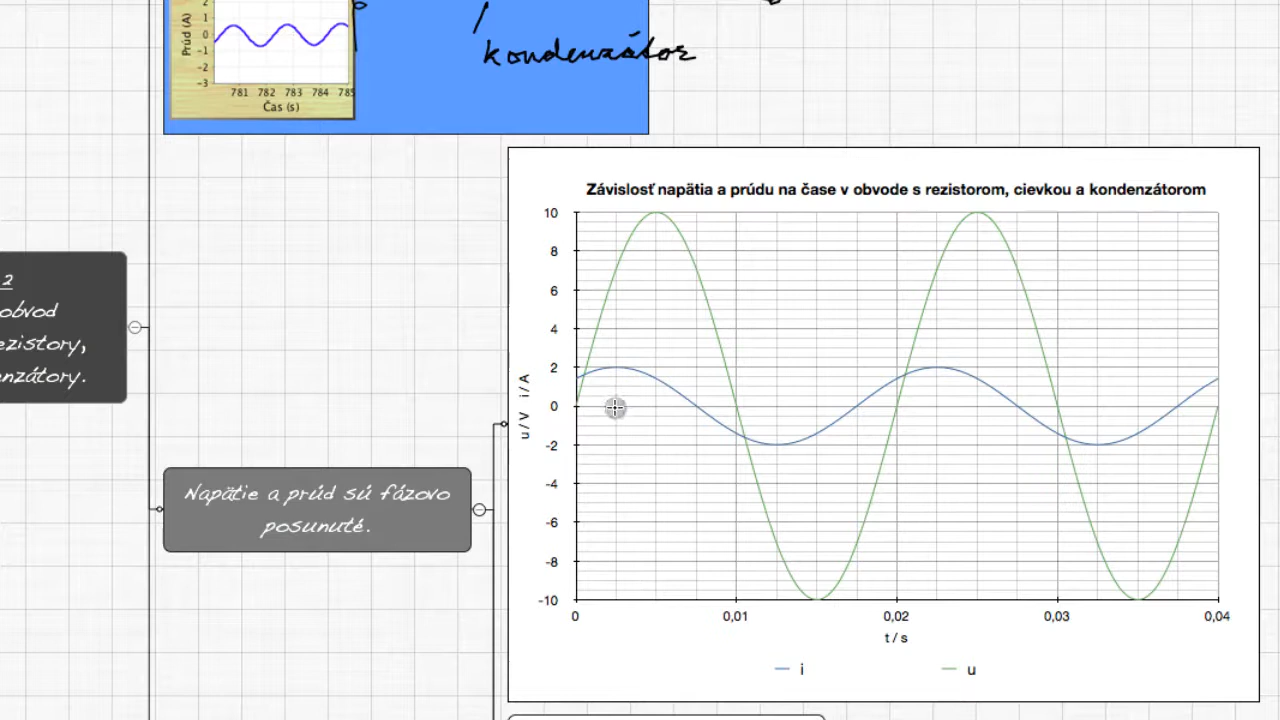 2
1
0
-1
-2
-3
Prúd (A)
781 782 783 784 785
Čas (s)
kondenzátor
2
obvod
ezistory,
enzátory.
Napätie a prúd sú fázovo
posunuté.
Závislosť napätia a prúdu na čase v obvode s rezistorom, cievkou a kondenzátorom
10
8
6
4
2
0
-2
-4
-6
-8
-10
u / V i / A
0 0,01 0,02 0,03 0,04
t / s
i u